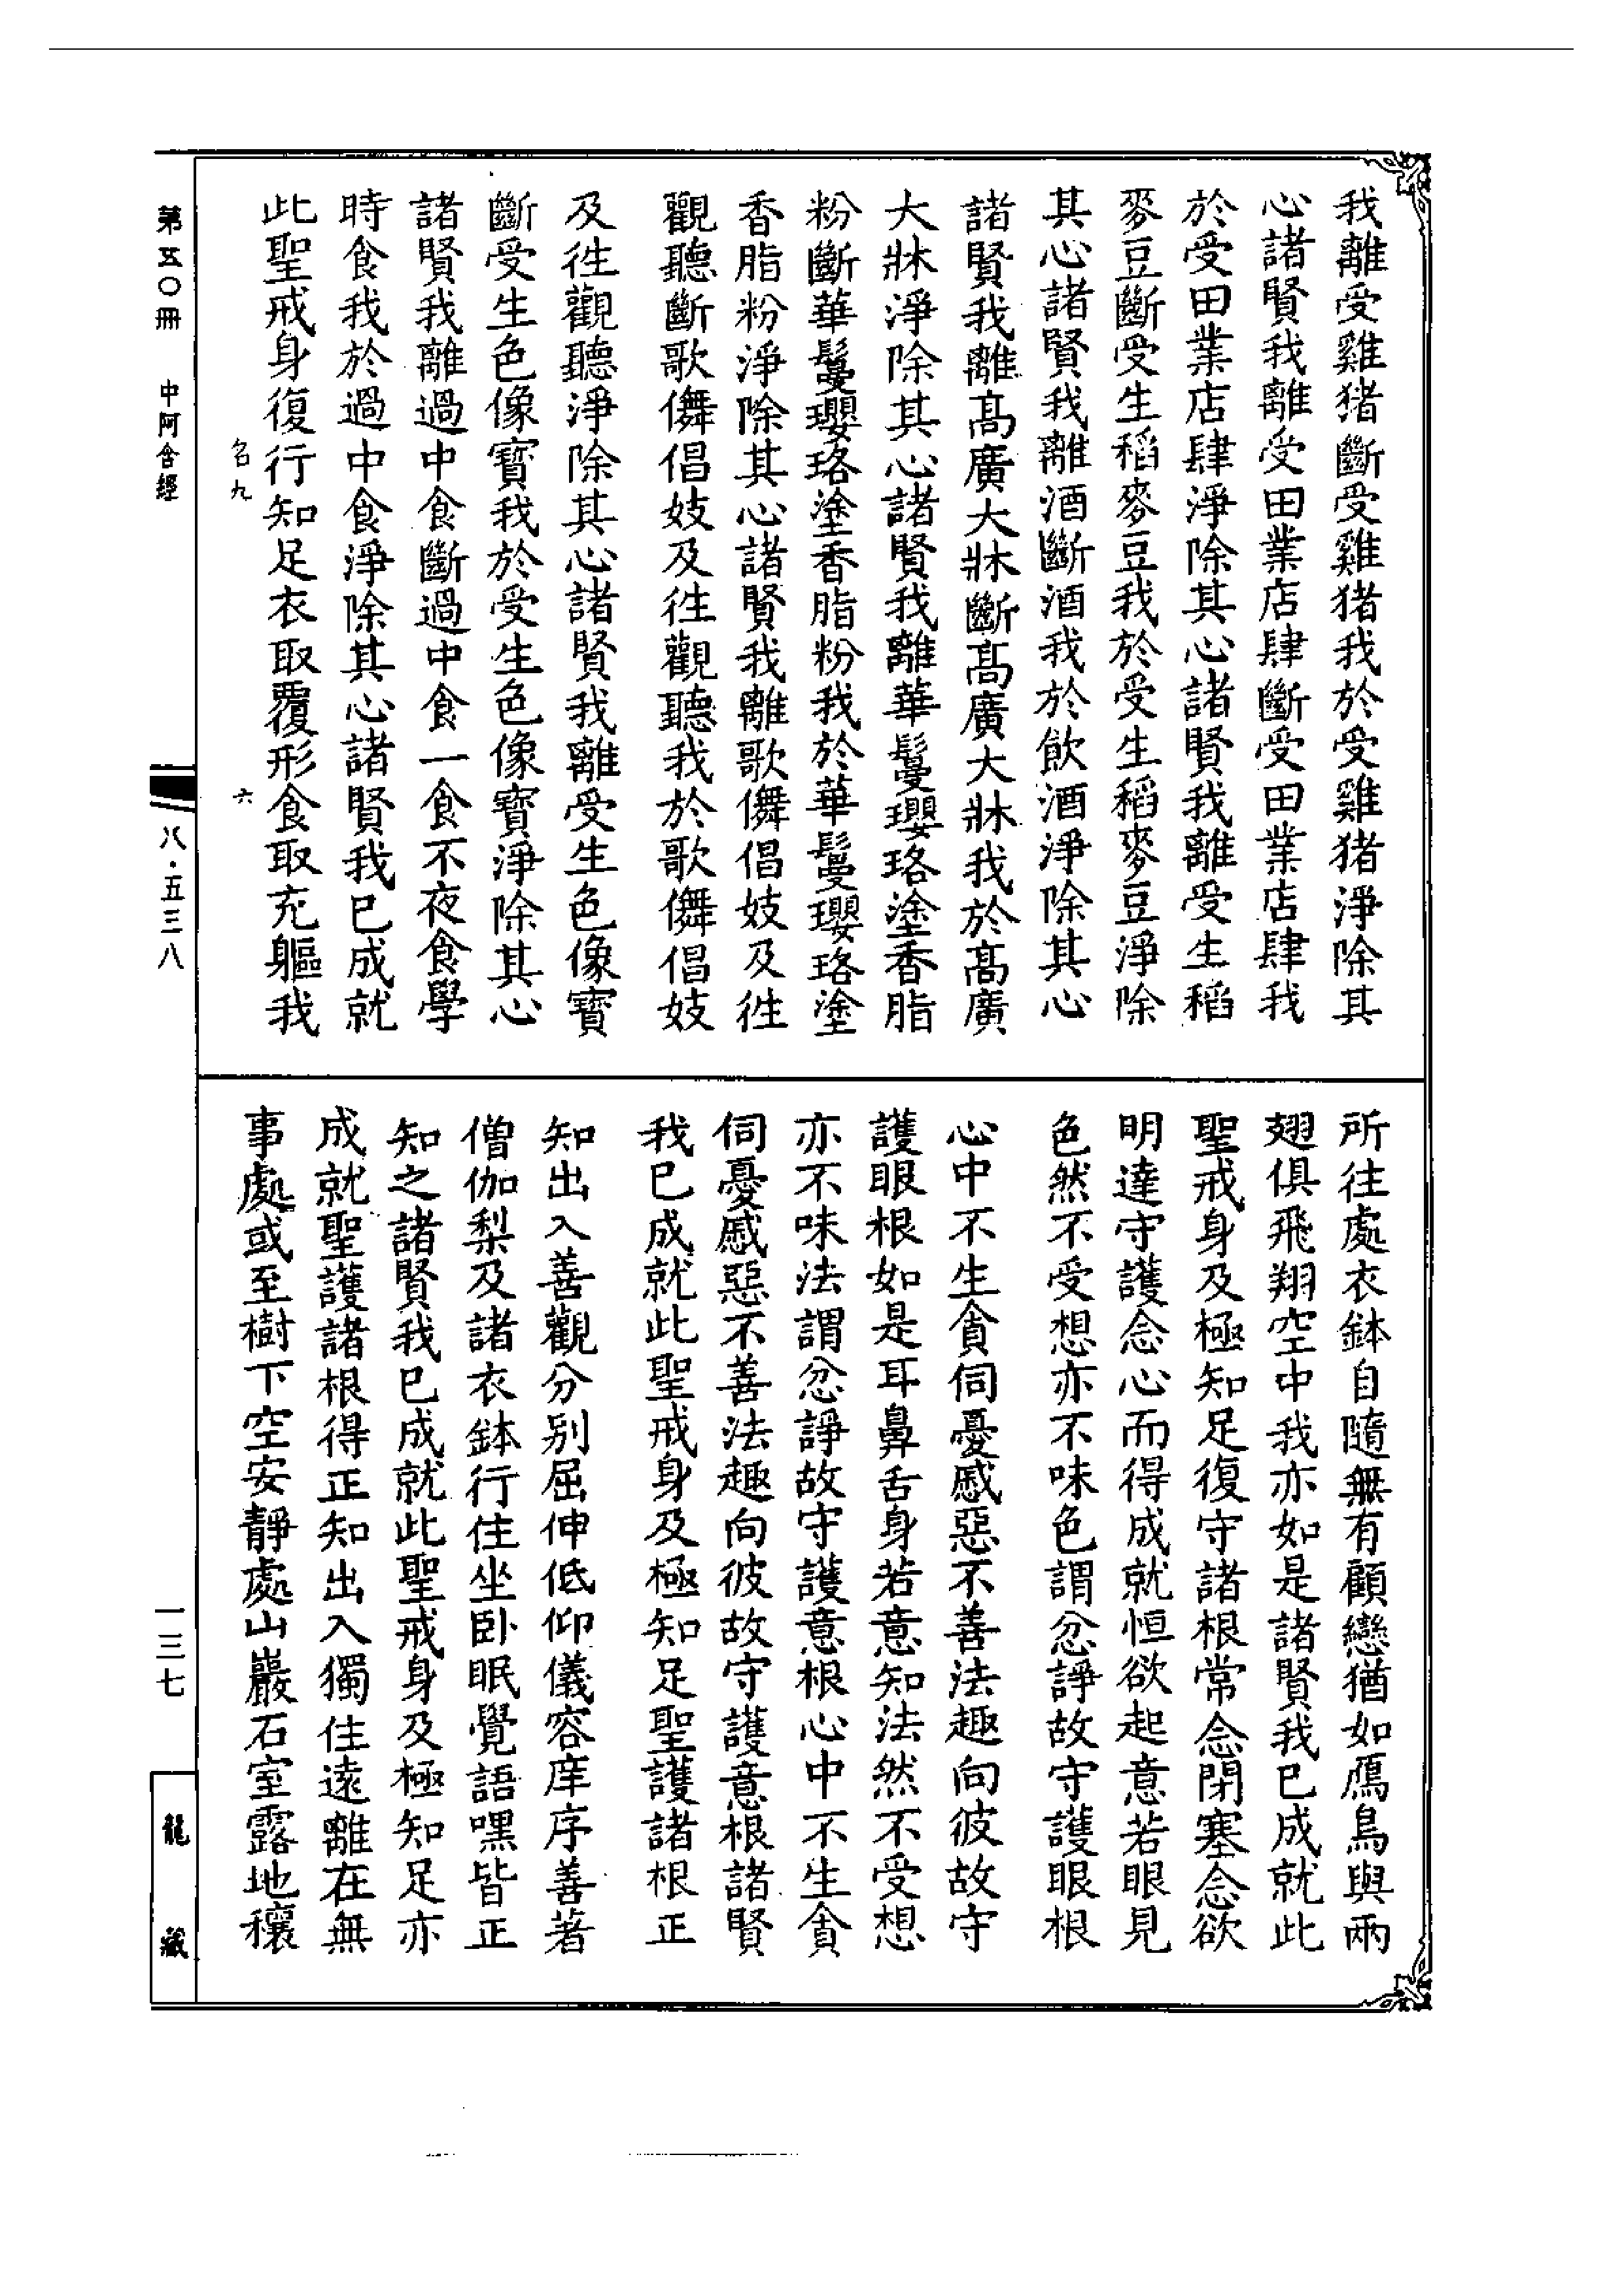 我離受雞猪斷受雞猪我於受雞猪淨除其
心諸賢我離受田業店肆斷受田業店肆我
於受田業店肆淨除其心諸賢我離受生稻
麥豆斷受生稻麥豆我於受生稻麥豆淨除
其心諸賢我離酒斷酒我於飲酒淨除其心
諸賢我離髙廣大牀斷髙廣大牀我於髙廣
大牀淨除其心諸賢我離華鬘瓔珞塗香脂
粉斷華鬘瓔珞塗香脂粉我於華鬘瓔珞塗
香脂粉淨除其心諸賢我離歌儛倡妓及徃
觀聽斷歌儛倡妓及徃觀聽我於歌儛倡妓
及徃觀聽淨除其心諸賢我離受生色像寳
斷受生色像寳我於受生色像寳淨除其心
諸賢我離過中食斷過中食一食不夜食學
時食我於過中食淨除其心諸賢我已成就
此聖戒身復行知足衣取覆形食取充軀我
名九
六
所往處衣鉢自隨無有顧戀猶如鴈鳥與兩
翅俱飛翔空中我亦如是諸賢我已成就此
聖戒身及極知足復守諸根常念閉塞念欲
明達守護念心而得成就恒欲起意若眼見
色然不受想亦不味色謂忿諍故守護眼根
心中不生貪伺憂慼惡不善法趣向彼故守
護眼根如是耳鼻舌身若意知法然不受想
亦不味法謂忿諍故守護意根心中不生貪
伺憂慼惡不善法趣向彼故守護意根諸賢
我已成就此聖戒身及極知足聖護諸根正
知出入善觀分別屈伸低仰儀容庠序善著
僧伽梨及諸衣鉢行住坐卧眠覺語嘿皆正
知之諸賢我已成就此聖戒身及極知足亦
成就聖護諸根得正知出入獨住遠離在無
事處或至樹下空安靜處山巖石室露地穰
第五〇冊 中阿含經
八·五三八
一三七
龍藏